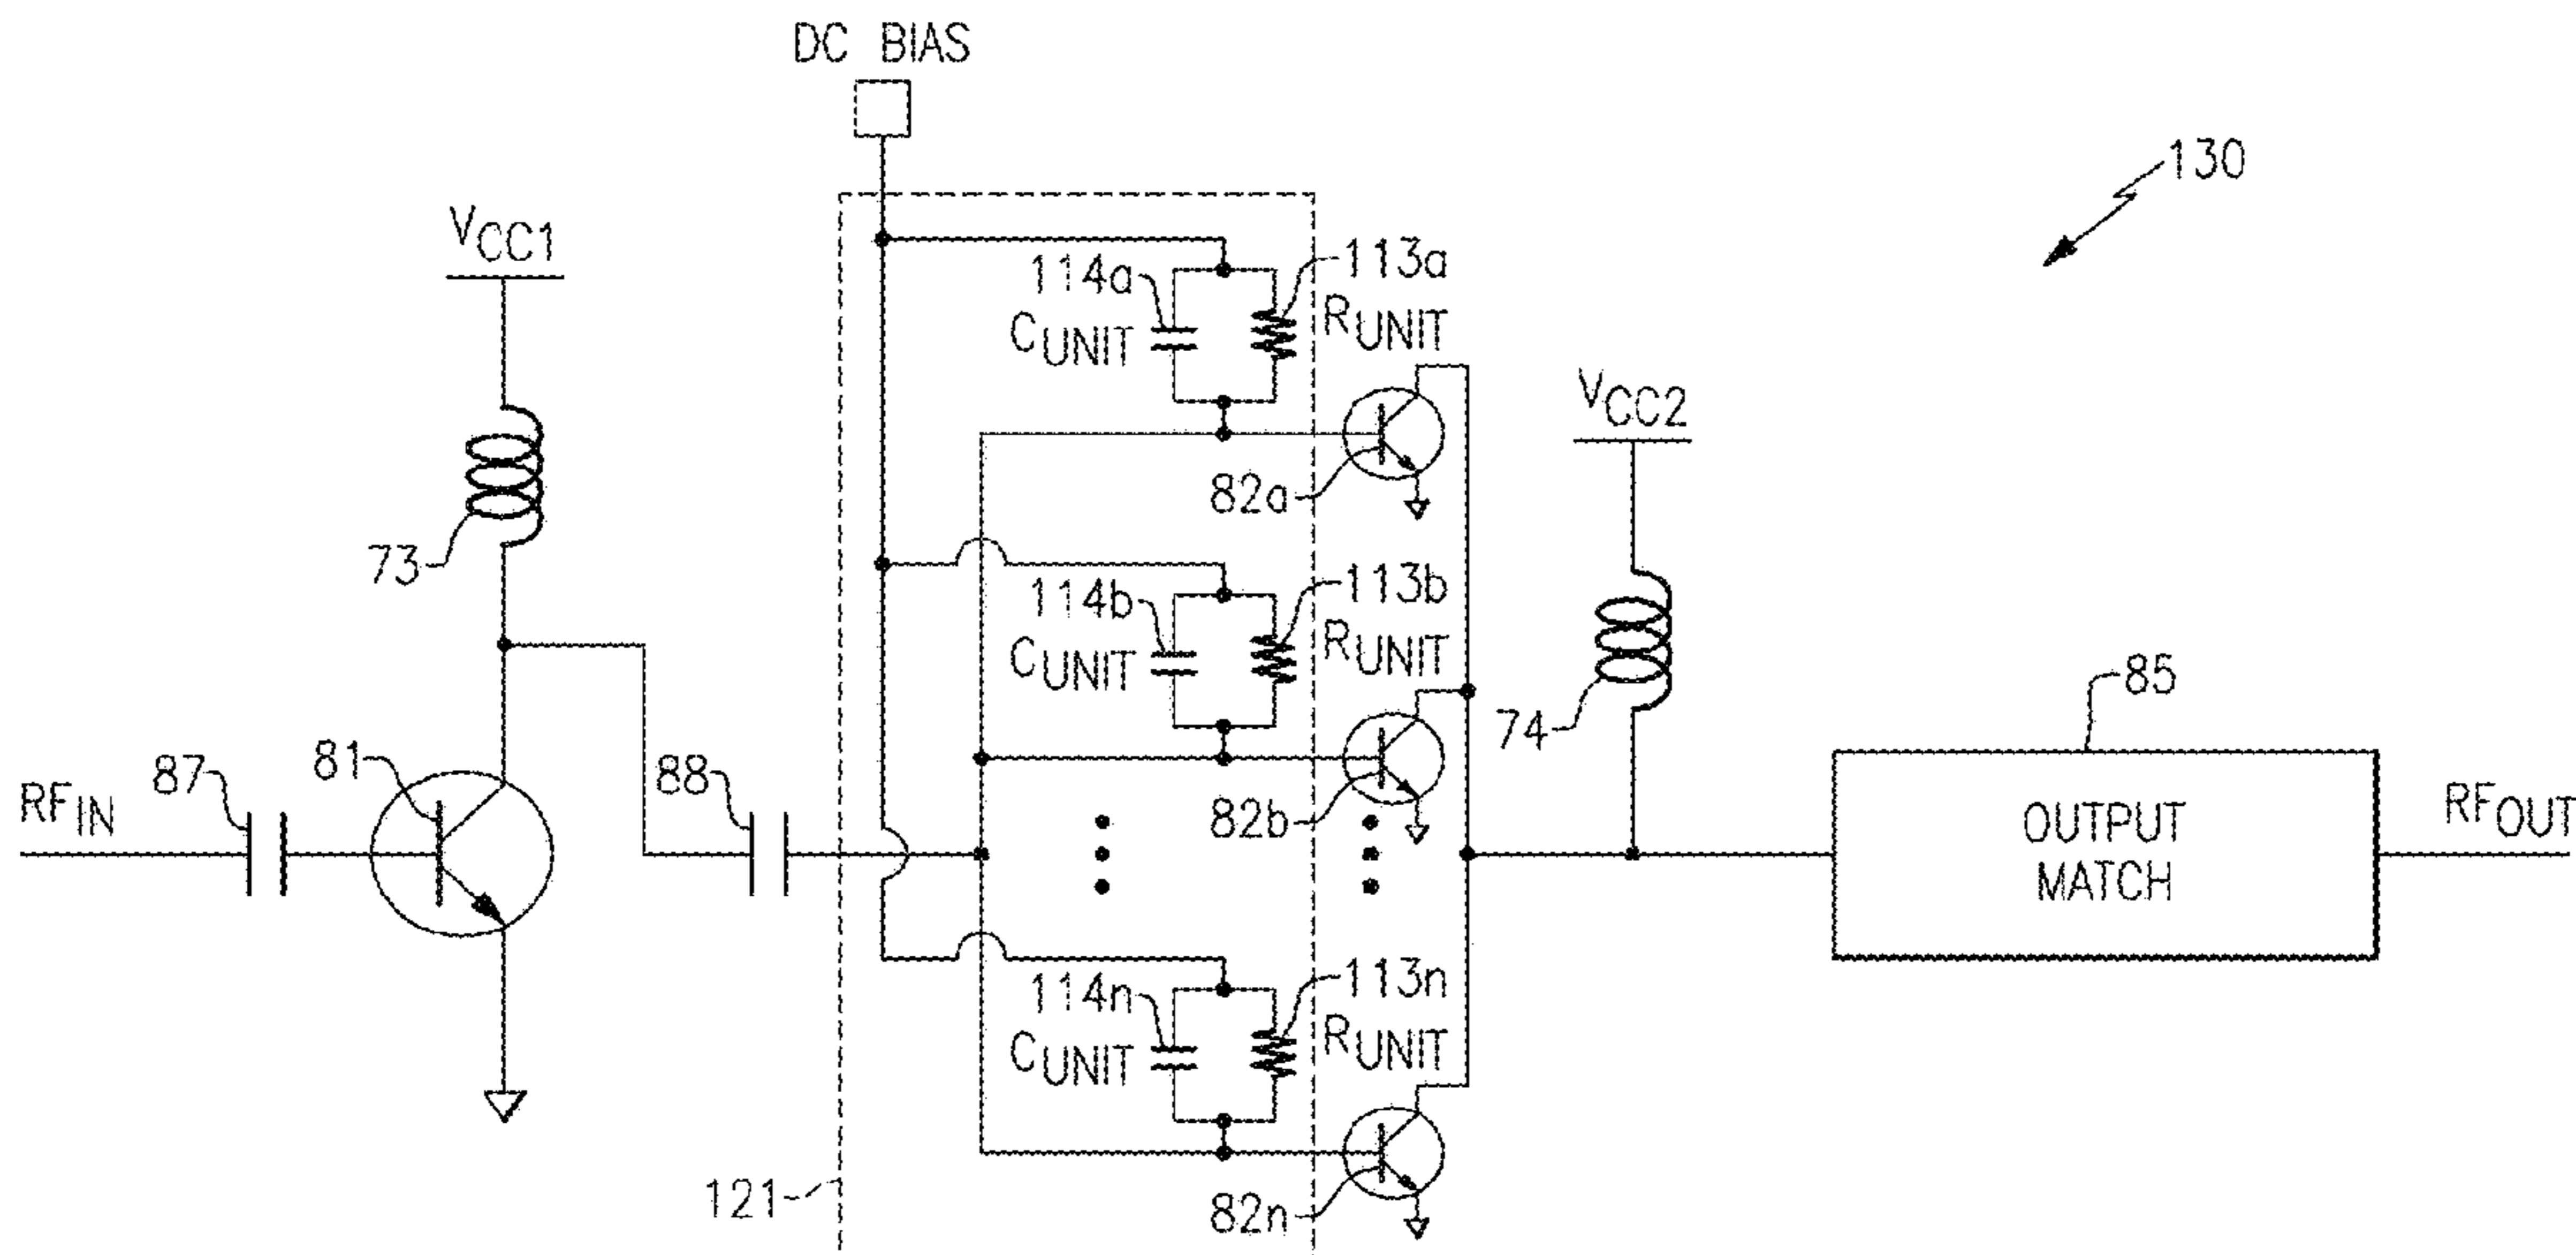 DC BIAS
130
VCC1
114a
CUNIT
113a
RUNIT
VCC2
73
82a
114b
CUNIT
113b
RUNIT
74
85
87
81
88
82b
RFIN
OUTPUT
MATCH
RFOUT
114n
CUNIT
113n
RUNIT
121
82n